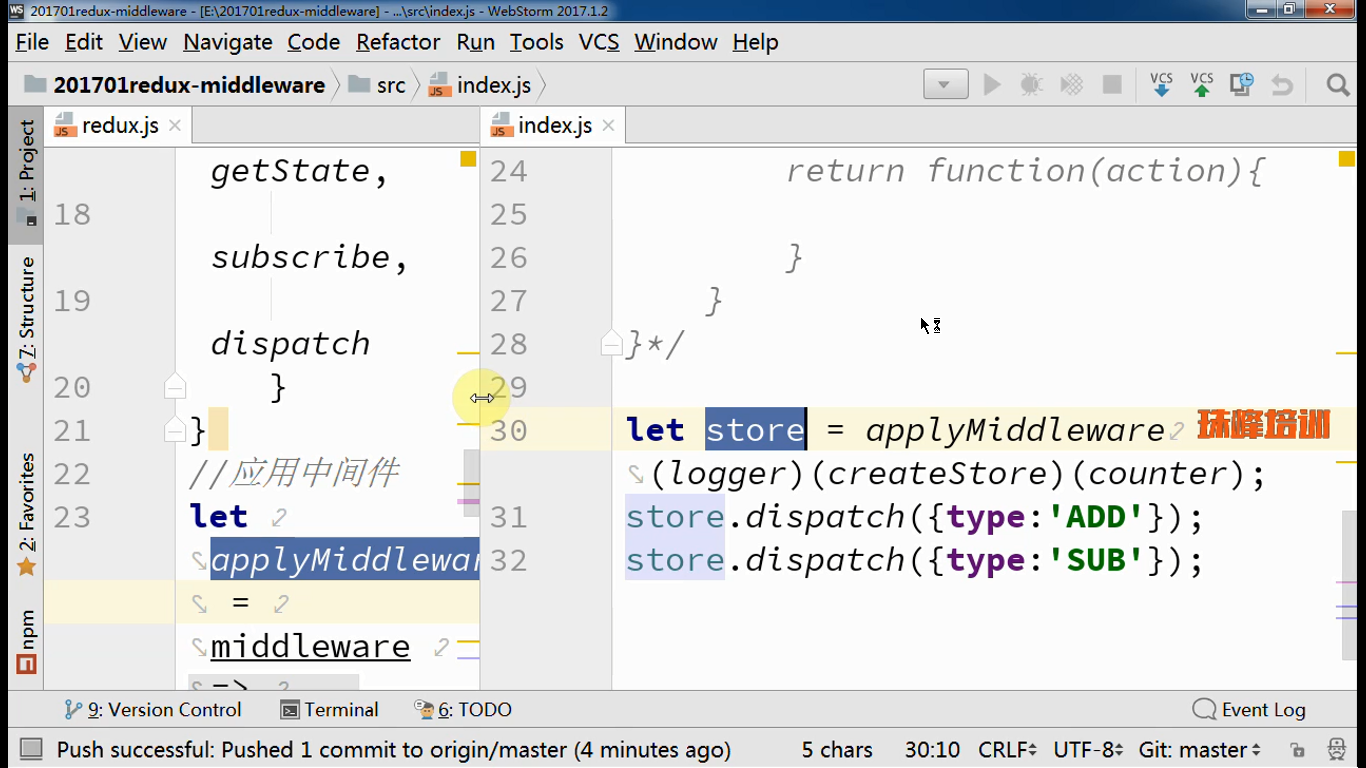 WS 201701redux-middleware - [E:\201701redux-middleware] - ...\src\index.js - WebStorm 2017.1.2
File Edit View Navigate Code Refactor Run Tools VCS Window Help
201701redux-middleware src index.js VCS VCS
1: Project
7: Structure
2: Favorites
npm
redux.js
getState,
18
subscribe,
19
dispatch
20 }
21 }
22 //应用中间件
23 let
applyMiddlewar
=
middleware
=>
index.js
24 return function(action){
25
26 }
27 }
28 }*/
29
30 let store = applyMiddleware
(logger)(createStore)(counter);
31 store.dispatch({type:'ADD'});
32 store.dispatch({type:'SUB'});
珠峰培训
9: Version Control Terminal 6: TODO Event Log
Push successful: Pushed 1 commit to origin/master (4 minutes ago) 5 chars 30:10 CRLF UTF-8 Git: master